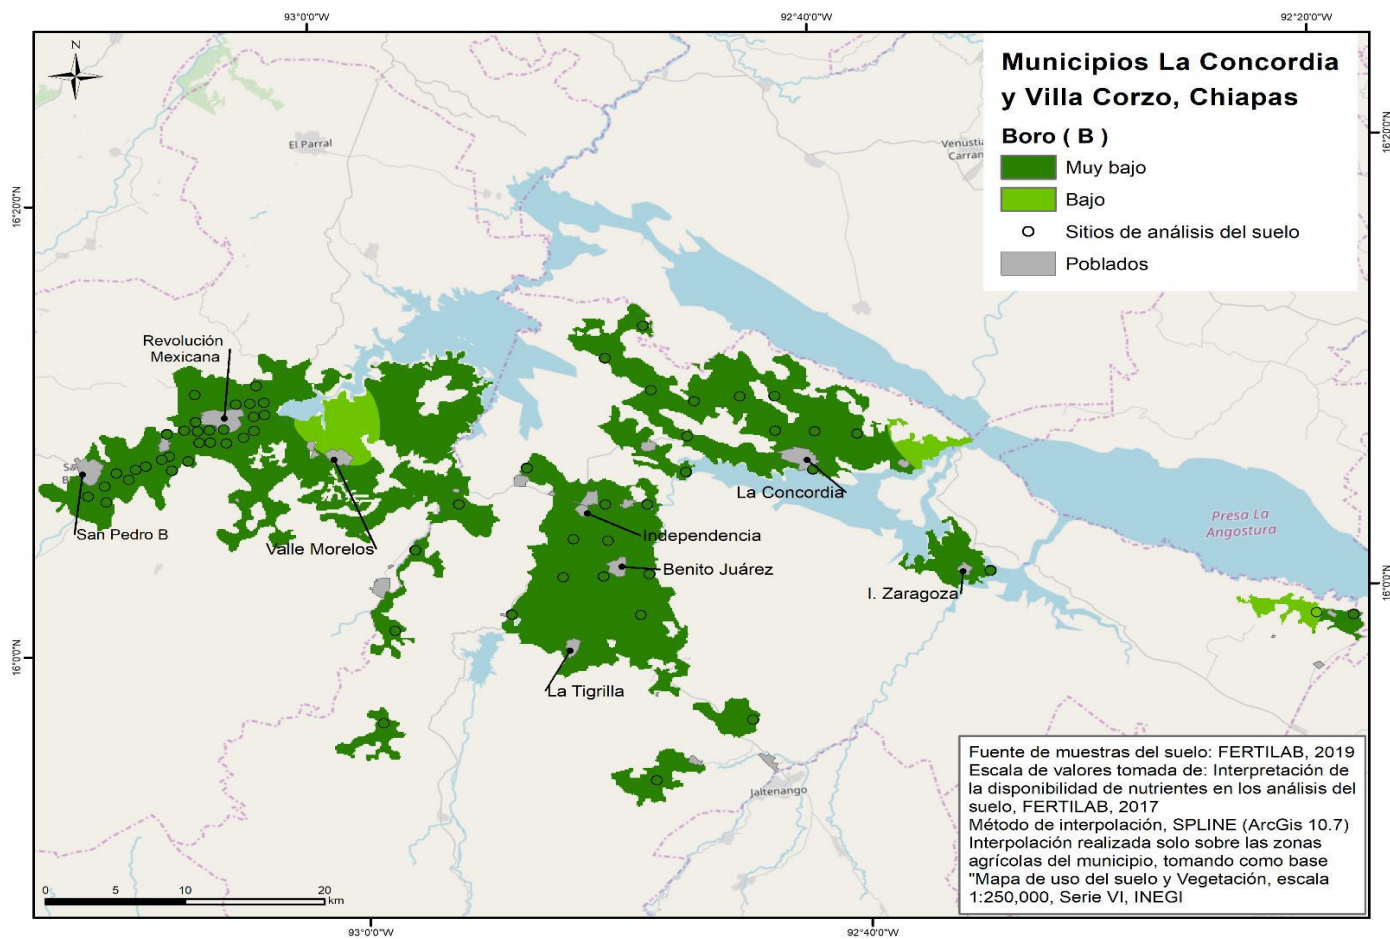 93°0'0"W
92°40'0"W
92°20'0"W
N
Municipios La Concordia
y Villa Corzo, Chiapas
Boro ( B )
Muy bajo
Bajo
Sitios de análisis del suelo
Poblados
16°20'0"N
16°20'0"N
El Parral
Revolución
Mexicana
San Pedro B
Valle Morelos
La Concordia
Independencia
Benito Juárez
I. Zaragoza
La Tigrilla
Presa La
Angostura
Jaltenango
16°0'0"N
16°0'0"N
Fuente de muestras del suelo: FERTILAB, 2019
Escala de valores tomada de: Interpretación de
la disponibilidad de nutrientes en los análisis del
suelo, FERTILAB, 2017
Método de interpolación, SPLINE (ArcGis 10.7)
Interpolación realizada solo sobre las zonas
agrícolas del municipio, tomando como base
"Mapa de uso del suelo y Vegetación, escala
1:250,000, Serie VI, INEGI
0 5 10 20
km
93°0'0"W
92°40'0"W